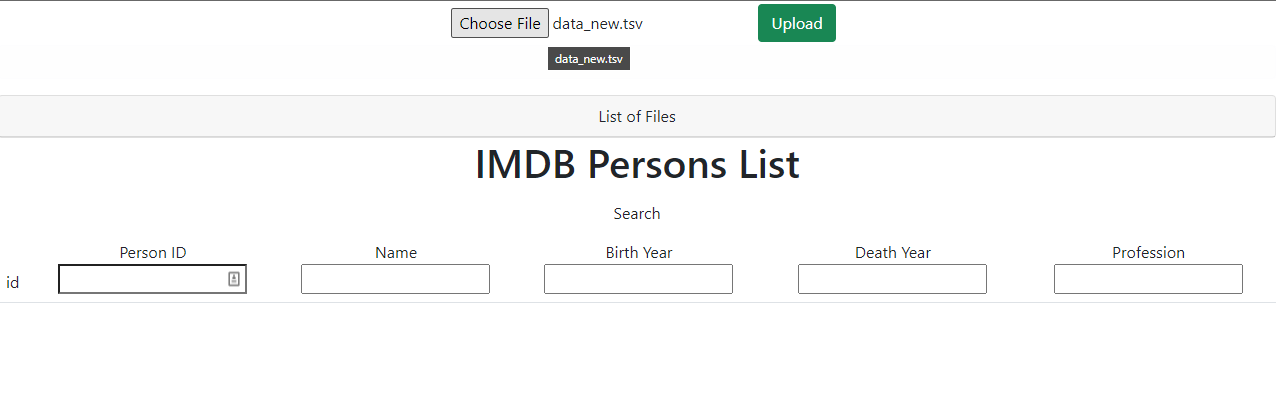 Choose File data_new.tsv Upload
data_new.tsv
List of Files
IMDB Persons List
Search
Person ID Name Birth Year Death Year Profession
id